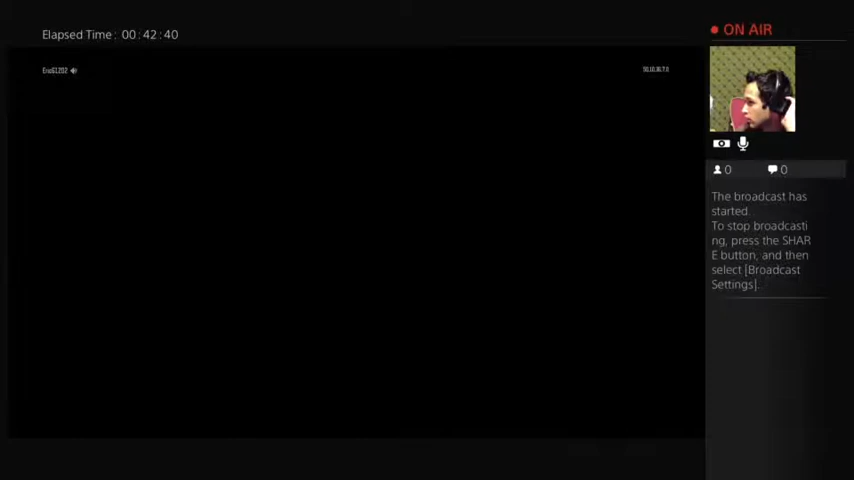 Elapsed Time: 00:42:40
ON AIR
0 0
The broadcast has
started.
To stop broadcasti
ng, press the SHAR
E button, and then
select [Broadcast
Settings].